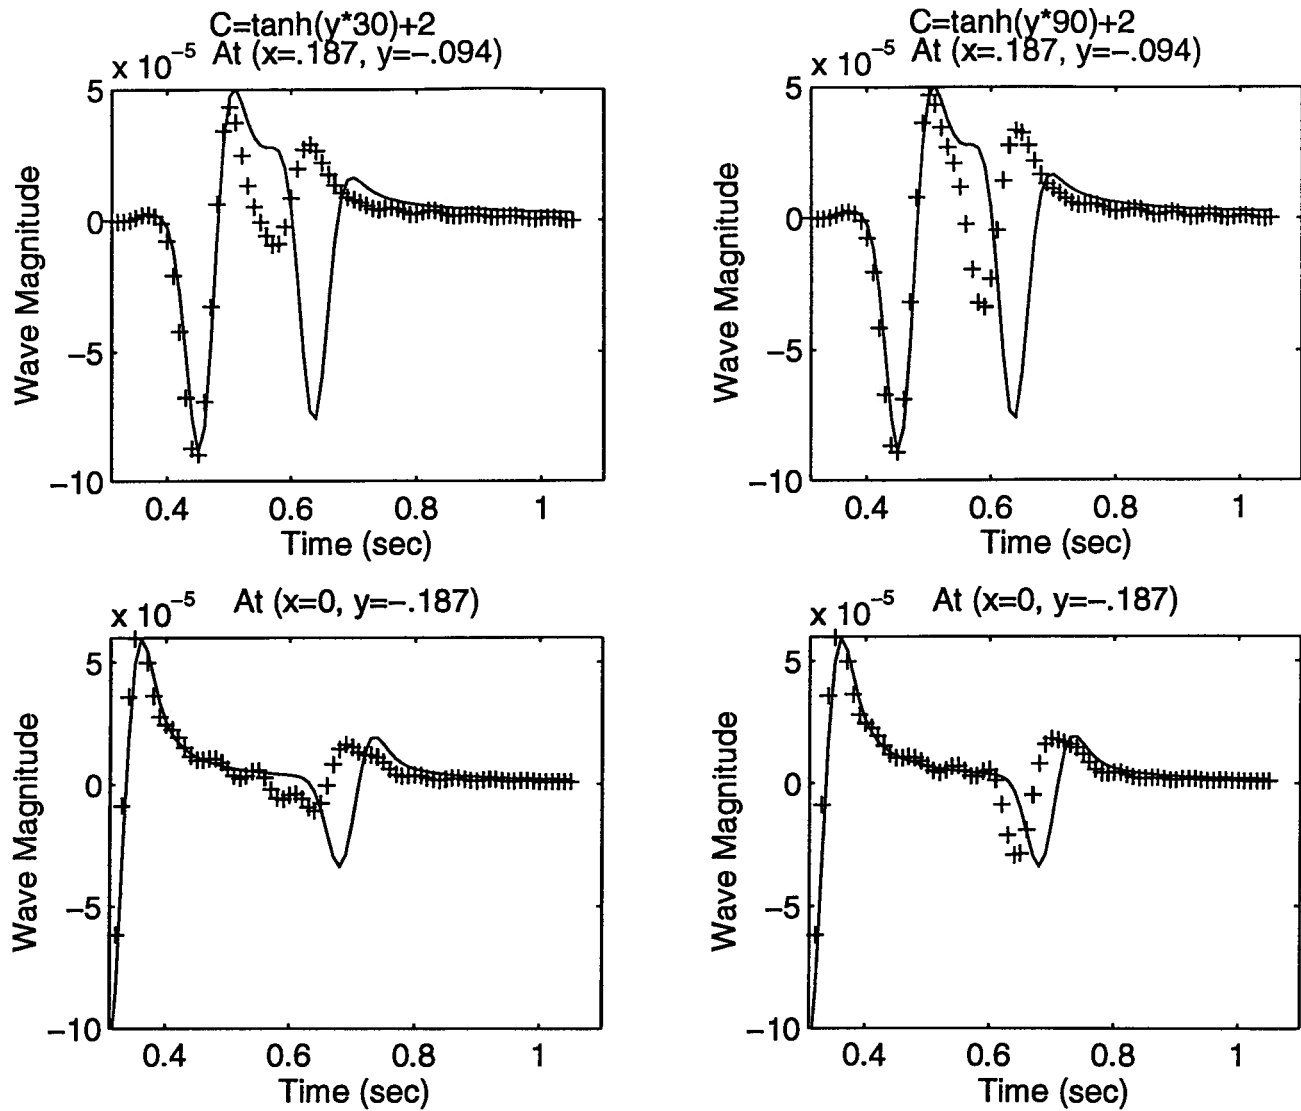 C=tanh(y*30)+2
x 10⁻⁵ At (x=.187, y=−.094)
5
0
−5
−10
Wave Magnitude
0.4 0.6 0.8 1
Time (sec)
C=tanh(y*90)+2
x 10⁻⁵ At (x=.187, y=−.094)
5
0
−5
−10
Wave Magnitude
0.4 0.6 0.8 1
Time (sec)
x 10⁻⁵ At (x=0, y=−.187)
5
0
−5
−10
Wave Magnitude
0.4 0.6 0.8 1
Time (sec)
x 10⁻⁵ At (x=0, y=−.187)
5
0
−5
−10
Wave Magnitude
0.4 0.6 0.8 1
Time (sec)